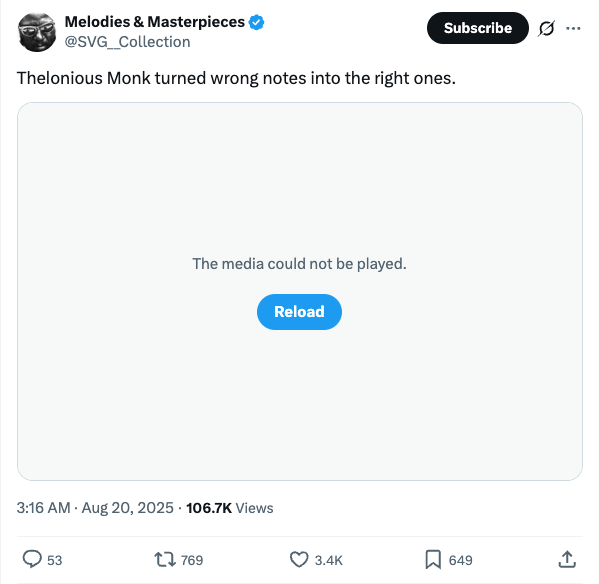 Melodies & Masterpieces
@SVG__Collection
Subscribe
Thelonious Monk turned wrong notes into the right ones.
The media could not be played.
Reload
3:16 AM · Aug 20, 2025 · 106.7K Views
53 769 3.4K 649